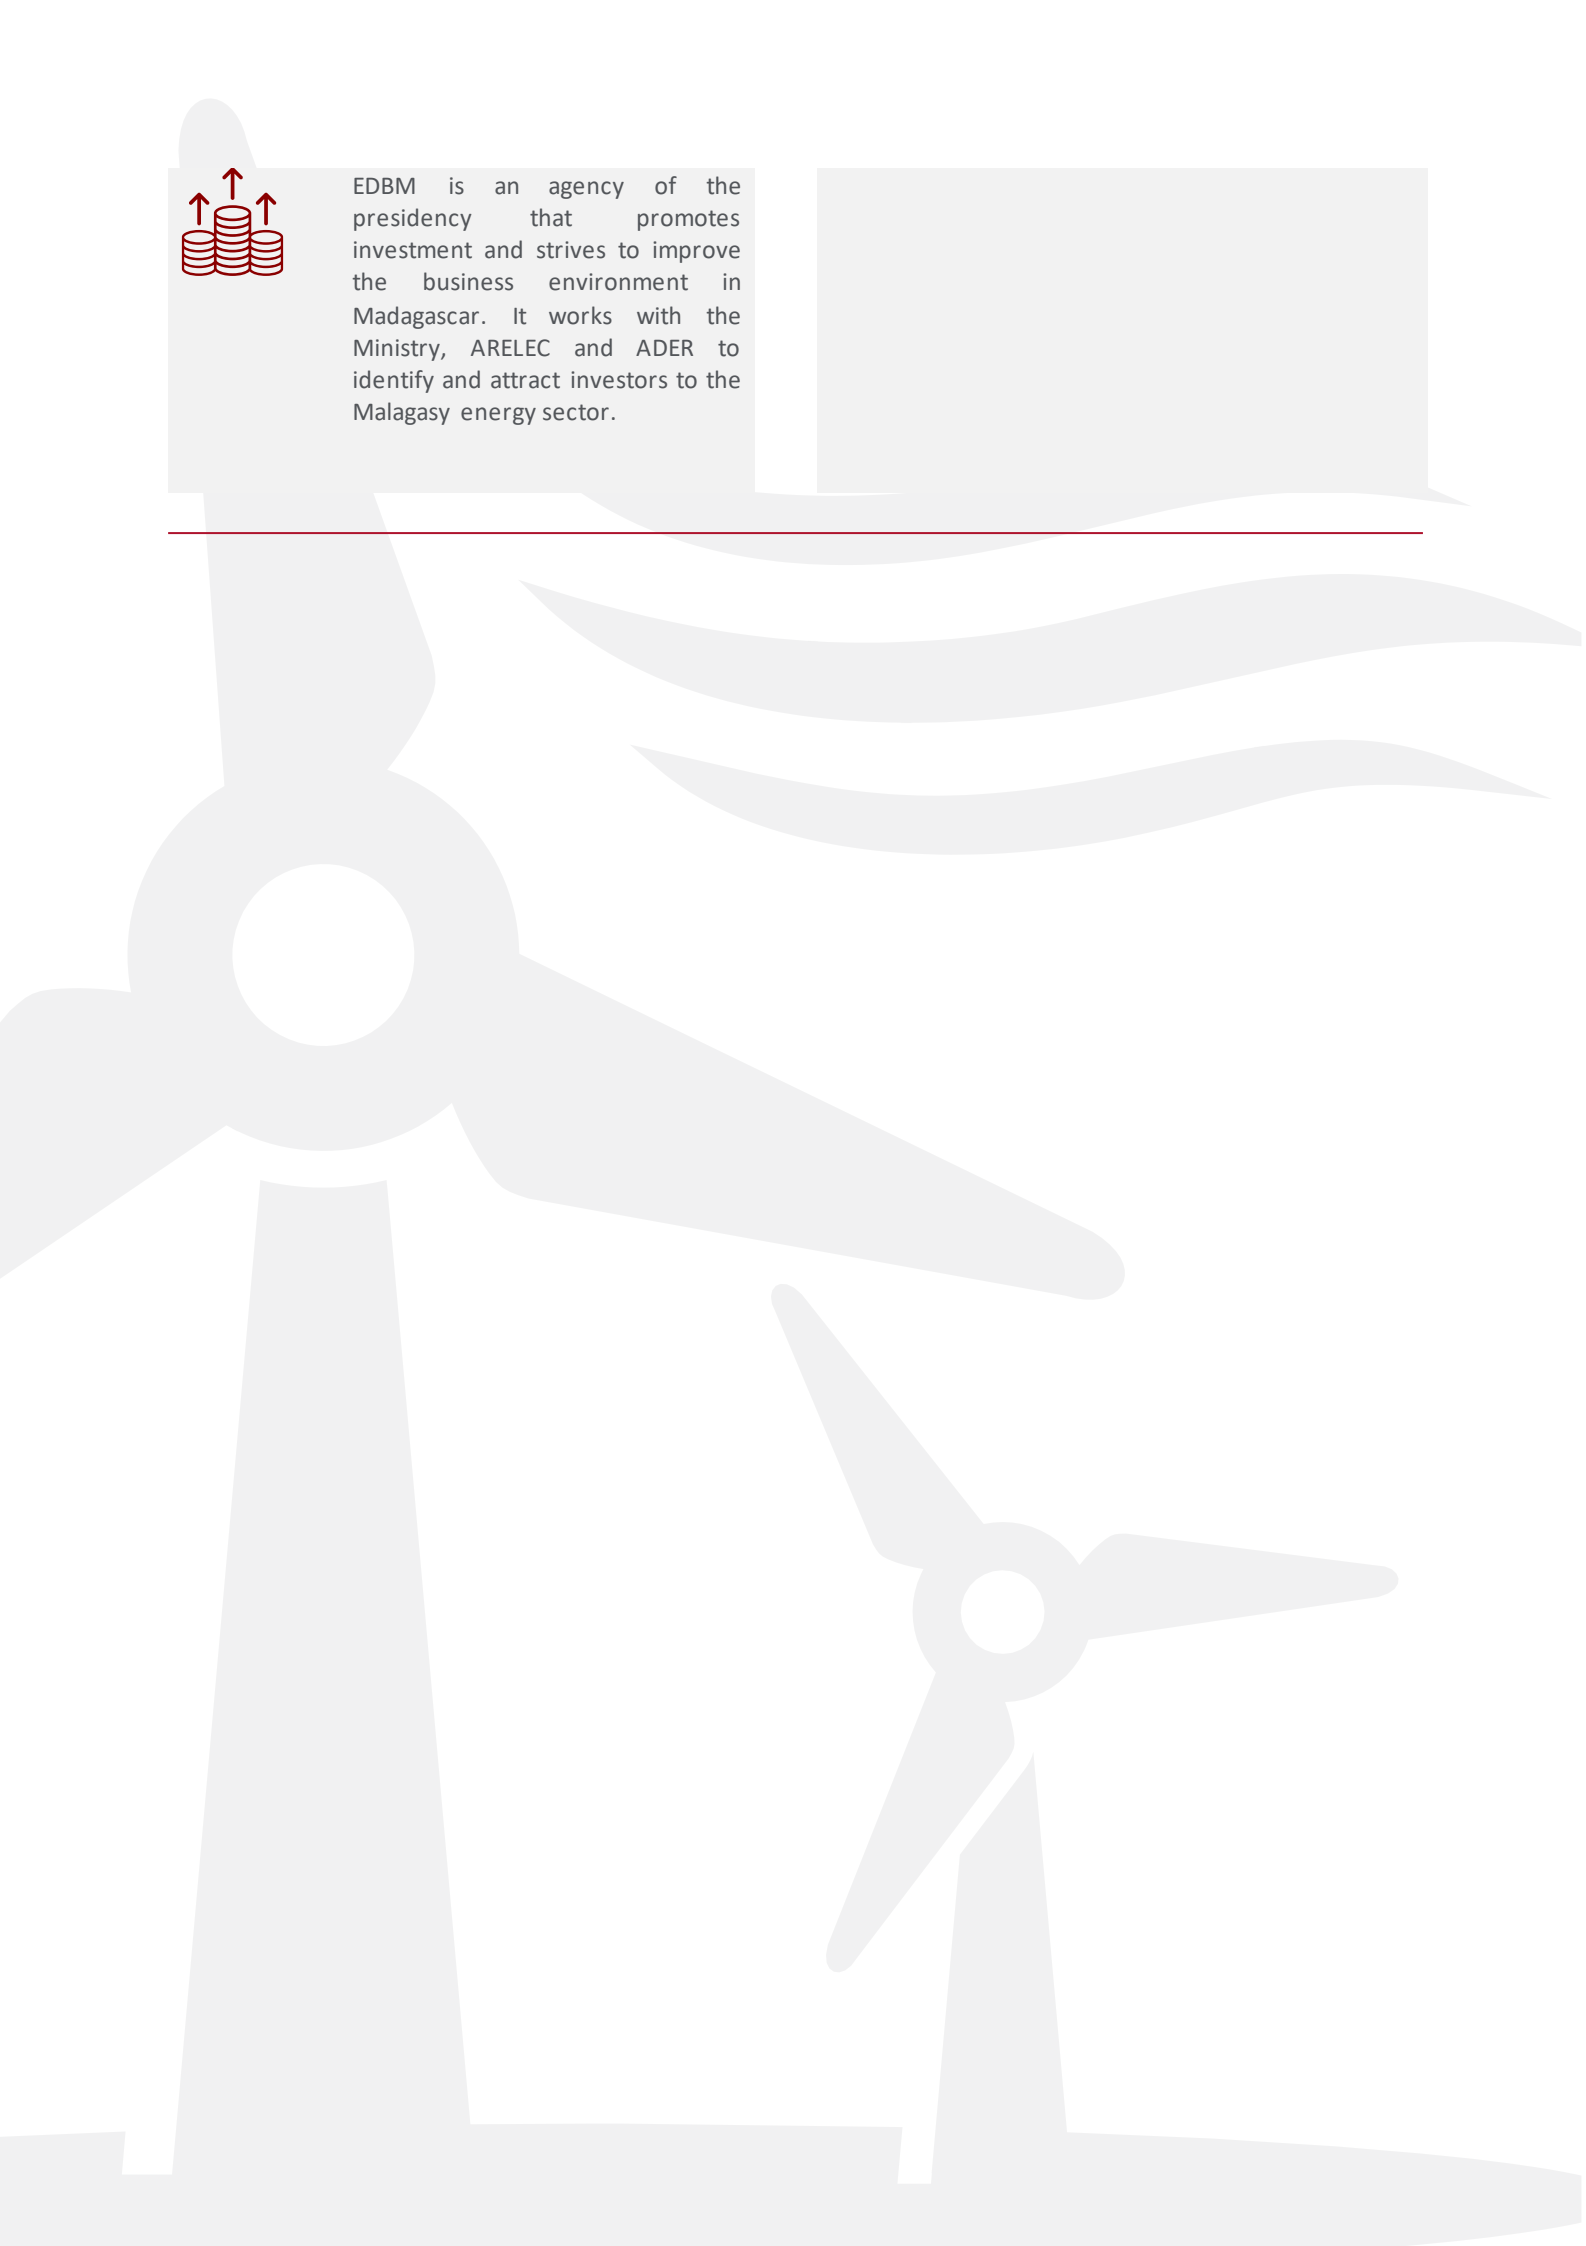 EDBM is an agency of the
presidency that promotes
investment and strives to improve
the business environment in
Madagascar. It works with the
Ministry, ARELEC and ADER to
identify and attract investors to the
Malagasy energy sector.